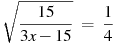 √(15/(3x − 15)) = 1/4